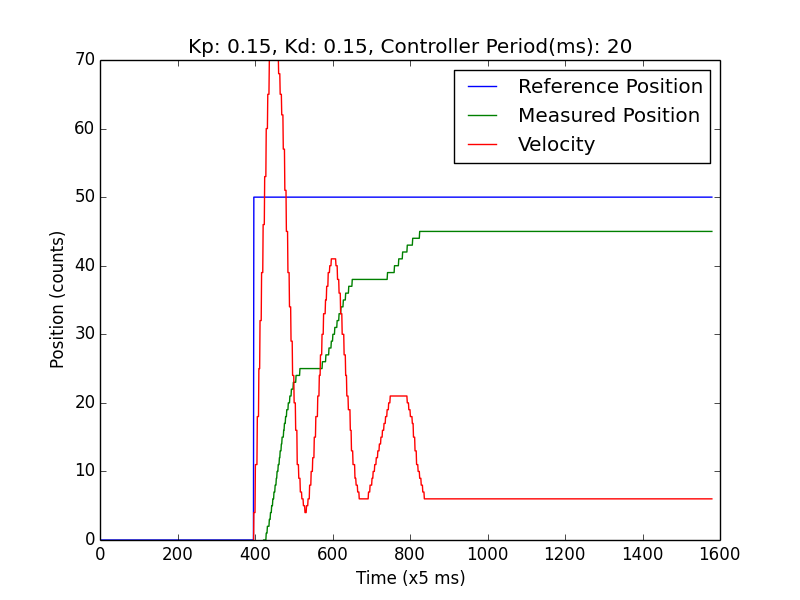 Kp: 0.15, Kd: 0.15, Controller Period(ms): 20
70
60
50
40
30
20
10
0
Position (counts)
Reference Position
Measured Position
Velocity
0 200 400 600 800 1000 1200 1400 1600
Time (x5 ms)